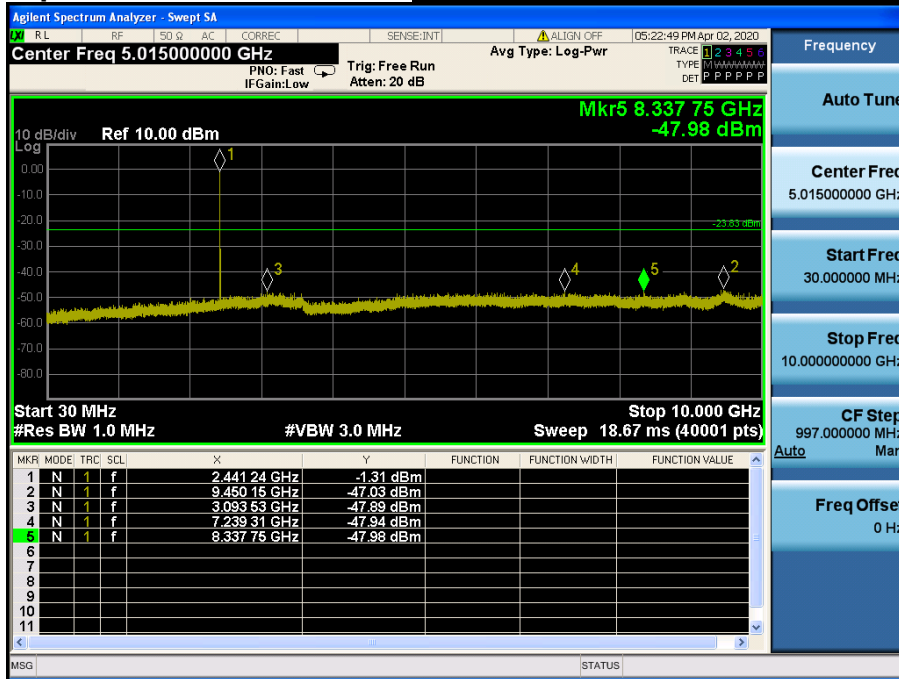 Agilent Spectrum Analyzer - Swept SA
LXI RL RF 50 Ω AC CORREC SENSE:INT ALIGN OFF 05:22:49 PM Apr 02, 2020
Center Freq 5.015000000 GHz
PNO: Fast
IFGain:Low
Trig: Free Run
Atten: 20 dB
Avg Type: Log-Pwr
TRACE 1 2 3 4 5 6
TYPE M WWWWW
DET P P P P P P
Mkr5 8.337 75 GHz
-47.98 dBm
10 dB/div Ref 10.00 dBm
Log
0.00
-10.0
-20.0
-30.0
-40.0
-50.0
-60.0
-70.0
-80.0
1
-23.83 dBm
3
4
5
2
Start 30 MHz Stop 10.000 GHz
#Res BW 1.0 MHz #VBW 3.0 MHz Sweep 18.67 ms (40001 pts)
MKR MODE TRC SCL X Y FUNCTION FUNCTION WIDTH FUNCTION VALUE
1 N 1 f 2.441 24 GHz -1.31 dBm
2 N 1 f 9.450 15 GHz -47.03 dBm
3 N 1 f 3.093 53 GHz -47.89 dBm
4 N 1 f 7.239 31 GHz -47.94 dBm
5 N 1 f 8.337 75 GHz -47.98 dBm
6
7
8
9
10
11
MSG STATUS
Frequency
Auto Tune
Center Freq
5.015000000 GHz
Start Freq
30.000000 MHz
Stop Freq
10.000000000 GHz
CF Step
997.000000 MHz
Auto Man
Freq Offset
0 Hz